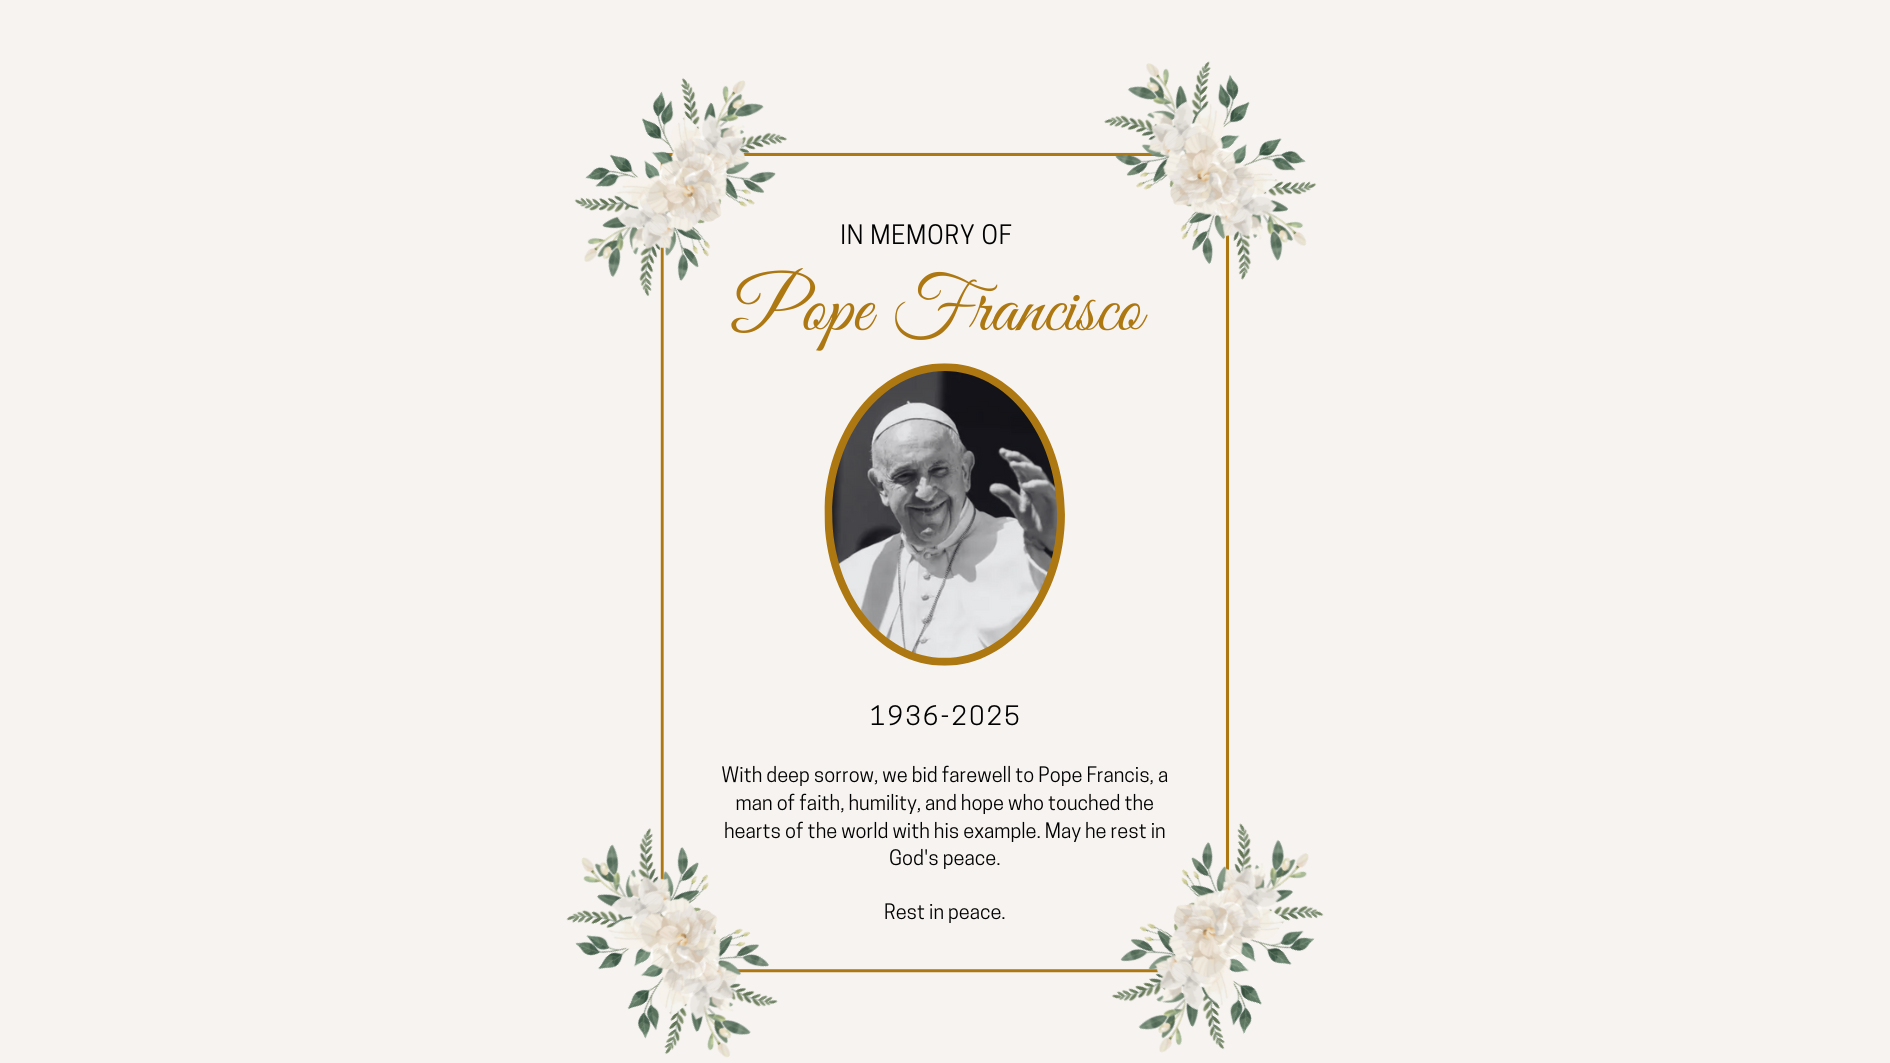 IN MEMORY OF
Pope Francisco
1936-2025
With deep sorrow, we bid farewell to Pope Francis, a
man of faith, humility, and hope who touched the
hearts of the world with his example. May he rest in
God's peace.
Rest in peace.